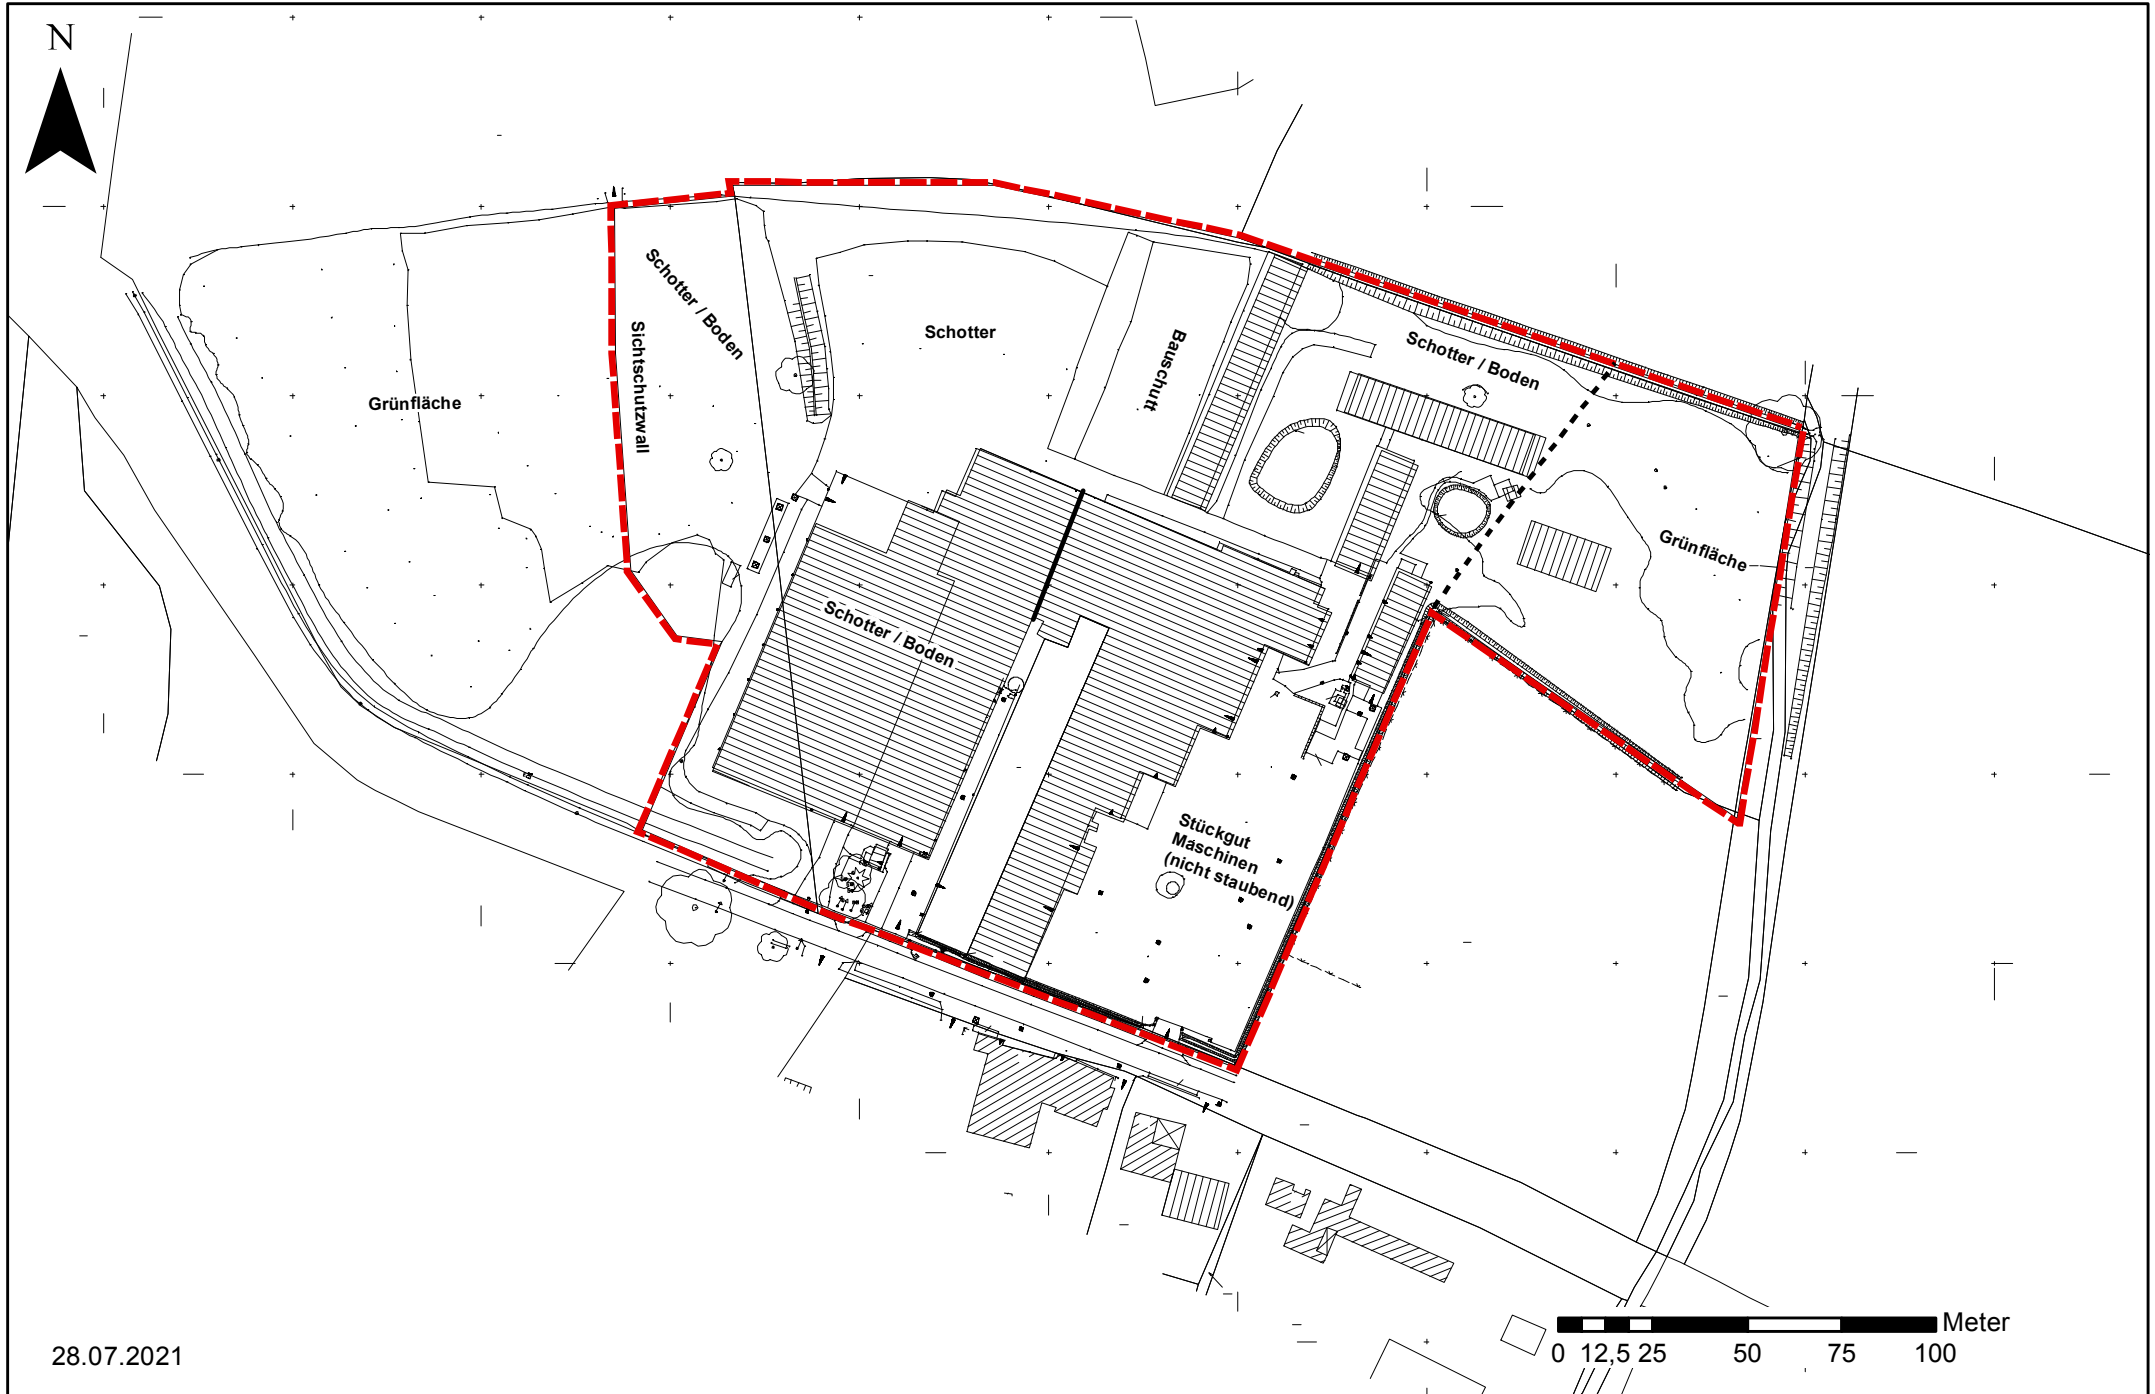 N
Schotter / Boden
Sichtschutzwall
Schotter
Bauschutt
Schotter / Boden
Grünfläche
Grünfläche
Schotter / Boden
Stückgut
Maschinen
(nicht staubend)
Meter
0 12,5 25 50 75 100
28.07.2021